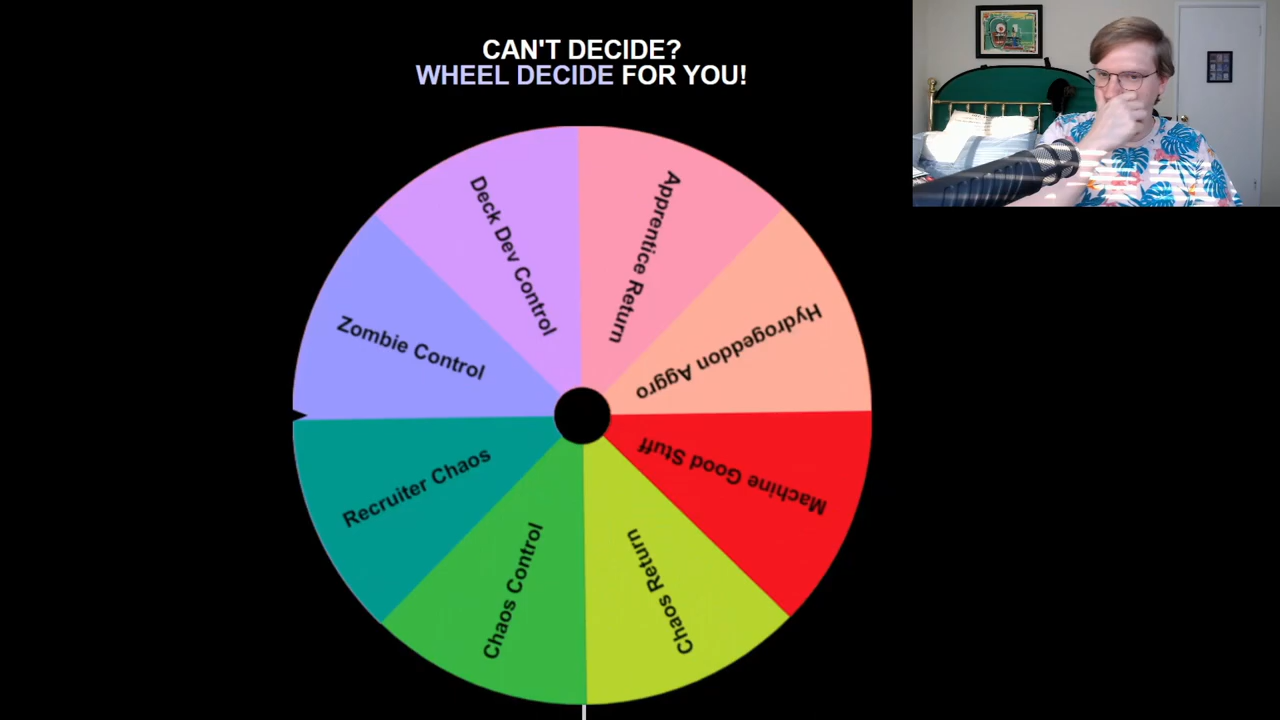 CAN'T DECIDE?
WHEEL DECIDE FOR YOU!
Deck Dev Control
Apprentice Return
Zombie Control
Hydrogeddon Aggro
Recruiter Chaos
Machine Good Stuff
Chaos Control
Chaos Return